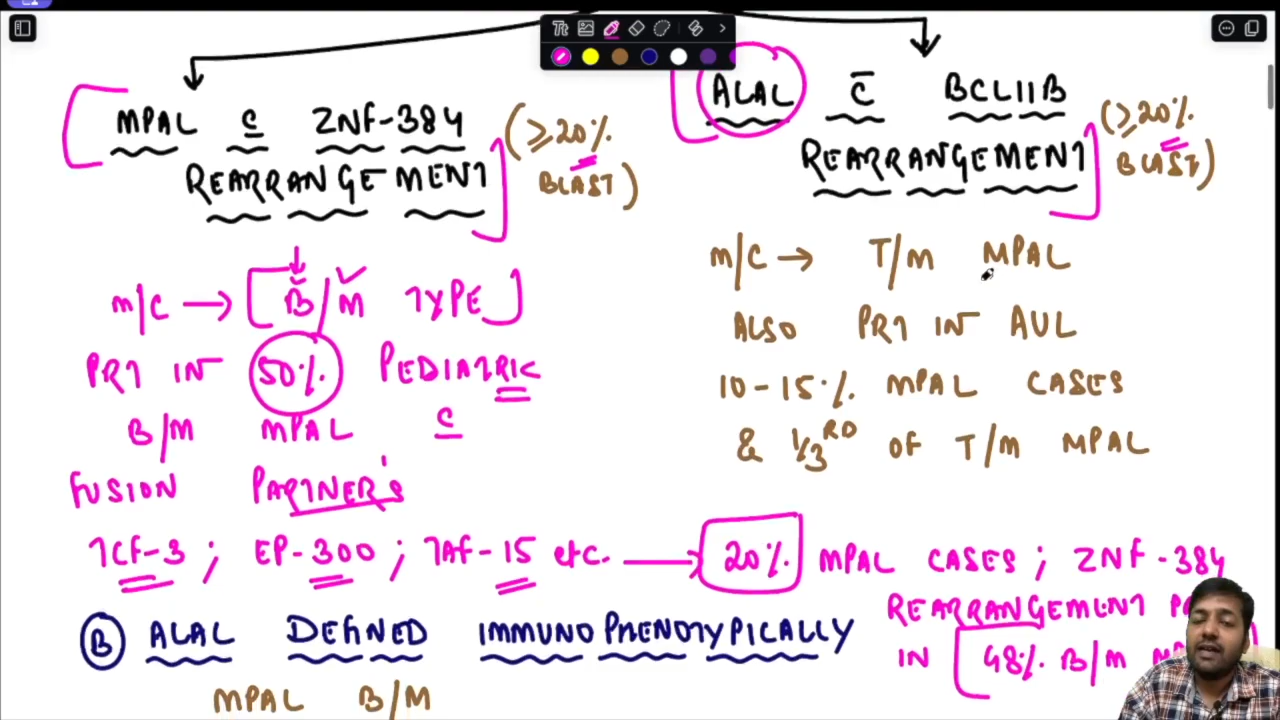 MPAL C̄ ZNF-384
REARRANGEMENT
(≥20%
BLAST)
m/C → B/M TYPE
PRT IN 50% PEDIATRIC
B/M MPAL C̄
FUSION PARTNER'S
TCF-3 ; EP-300 ; TAF-15 etc. → 20% MPAL CASES ; ZNF-384
REARRANGEMENT
IN 48% B/M
ALAL C̄ BCL11B
REARRANGEMENT
(≥20%
BLAST)
m/C → T/M MPAL
ALSO PRT IN AUL
10-15% MPAL CASES
& 1/3RD OF T/M MPAL
B ALAL DEFINED IMMUNOPHENOTYPICALLY
MPAL B/M